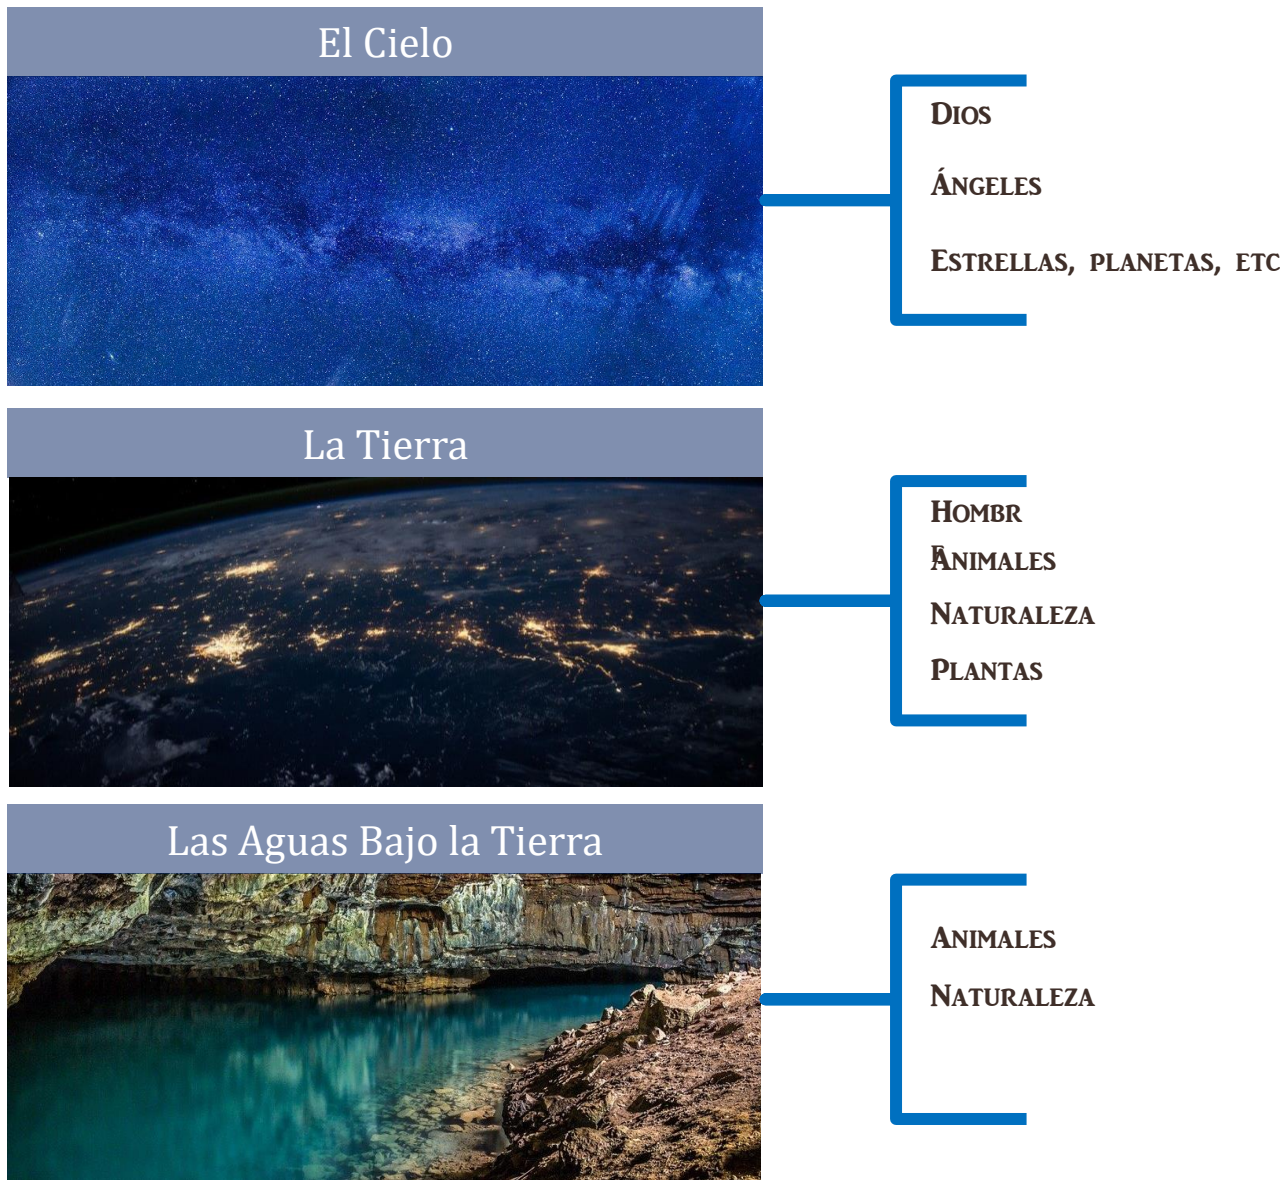 El Cielo
Dios
Ángeles
Estrellas, planetas, etc
La Tierra
Hombr
e
Animales
Naturaleza
Plantas
Las Aguas Bajo la Tierra
Animales
Naturaleza